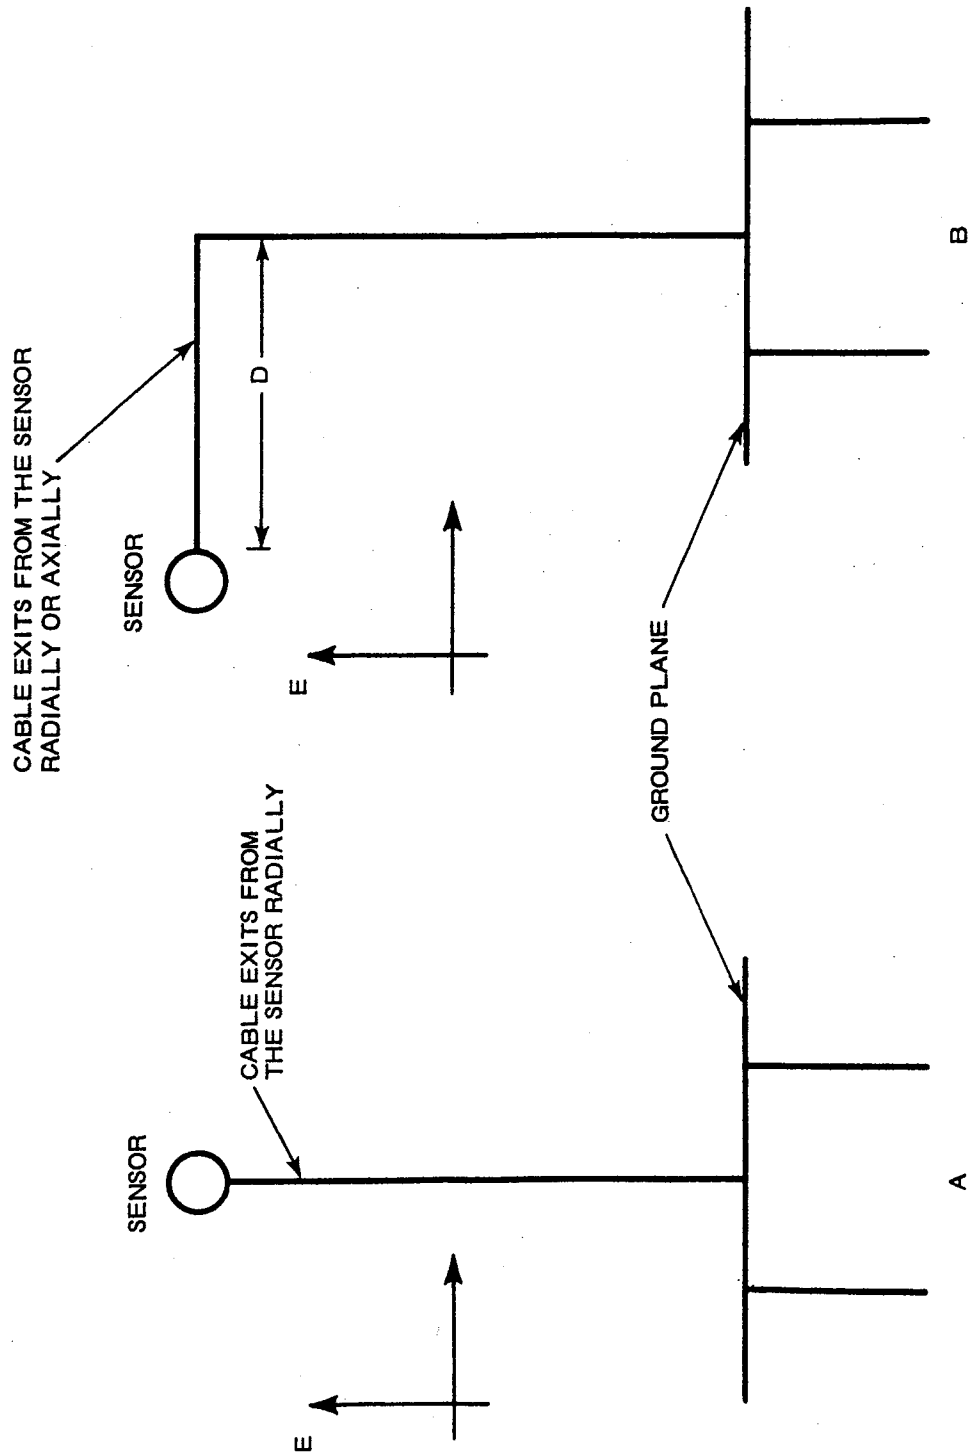 SENSOR
CABLE EXITS FROM
THE SENSOR RADIALLY
E
A
CABLE EXITS FROM THE SENSOR
RADIALLY OR AXIALLY
SENSOR
D
E
GROUND PLANE
B